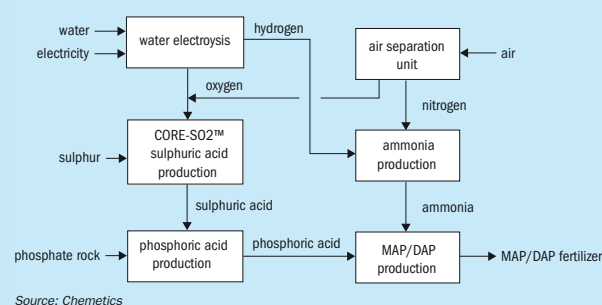 water
electricity
water electroysis
hydrogen
air separation
unit
air
oxygen
nitrogen
sulphur
CORE-SO2™
sulphuric acid
production
ammonia
production
sulphuric acid
ammonia
phosphate rock
phosphoric acid
production
phosphoric acid
MAP/DAP
production
MAP/DAP fertilizer
Source: Chemetics